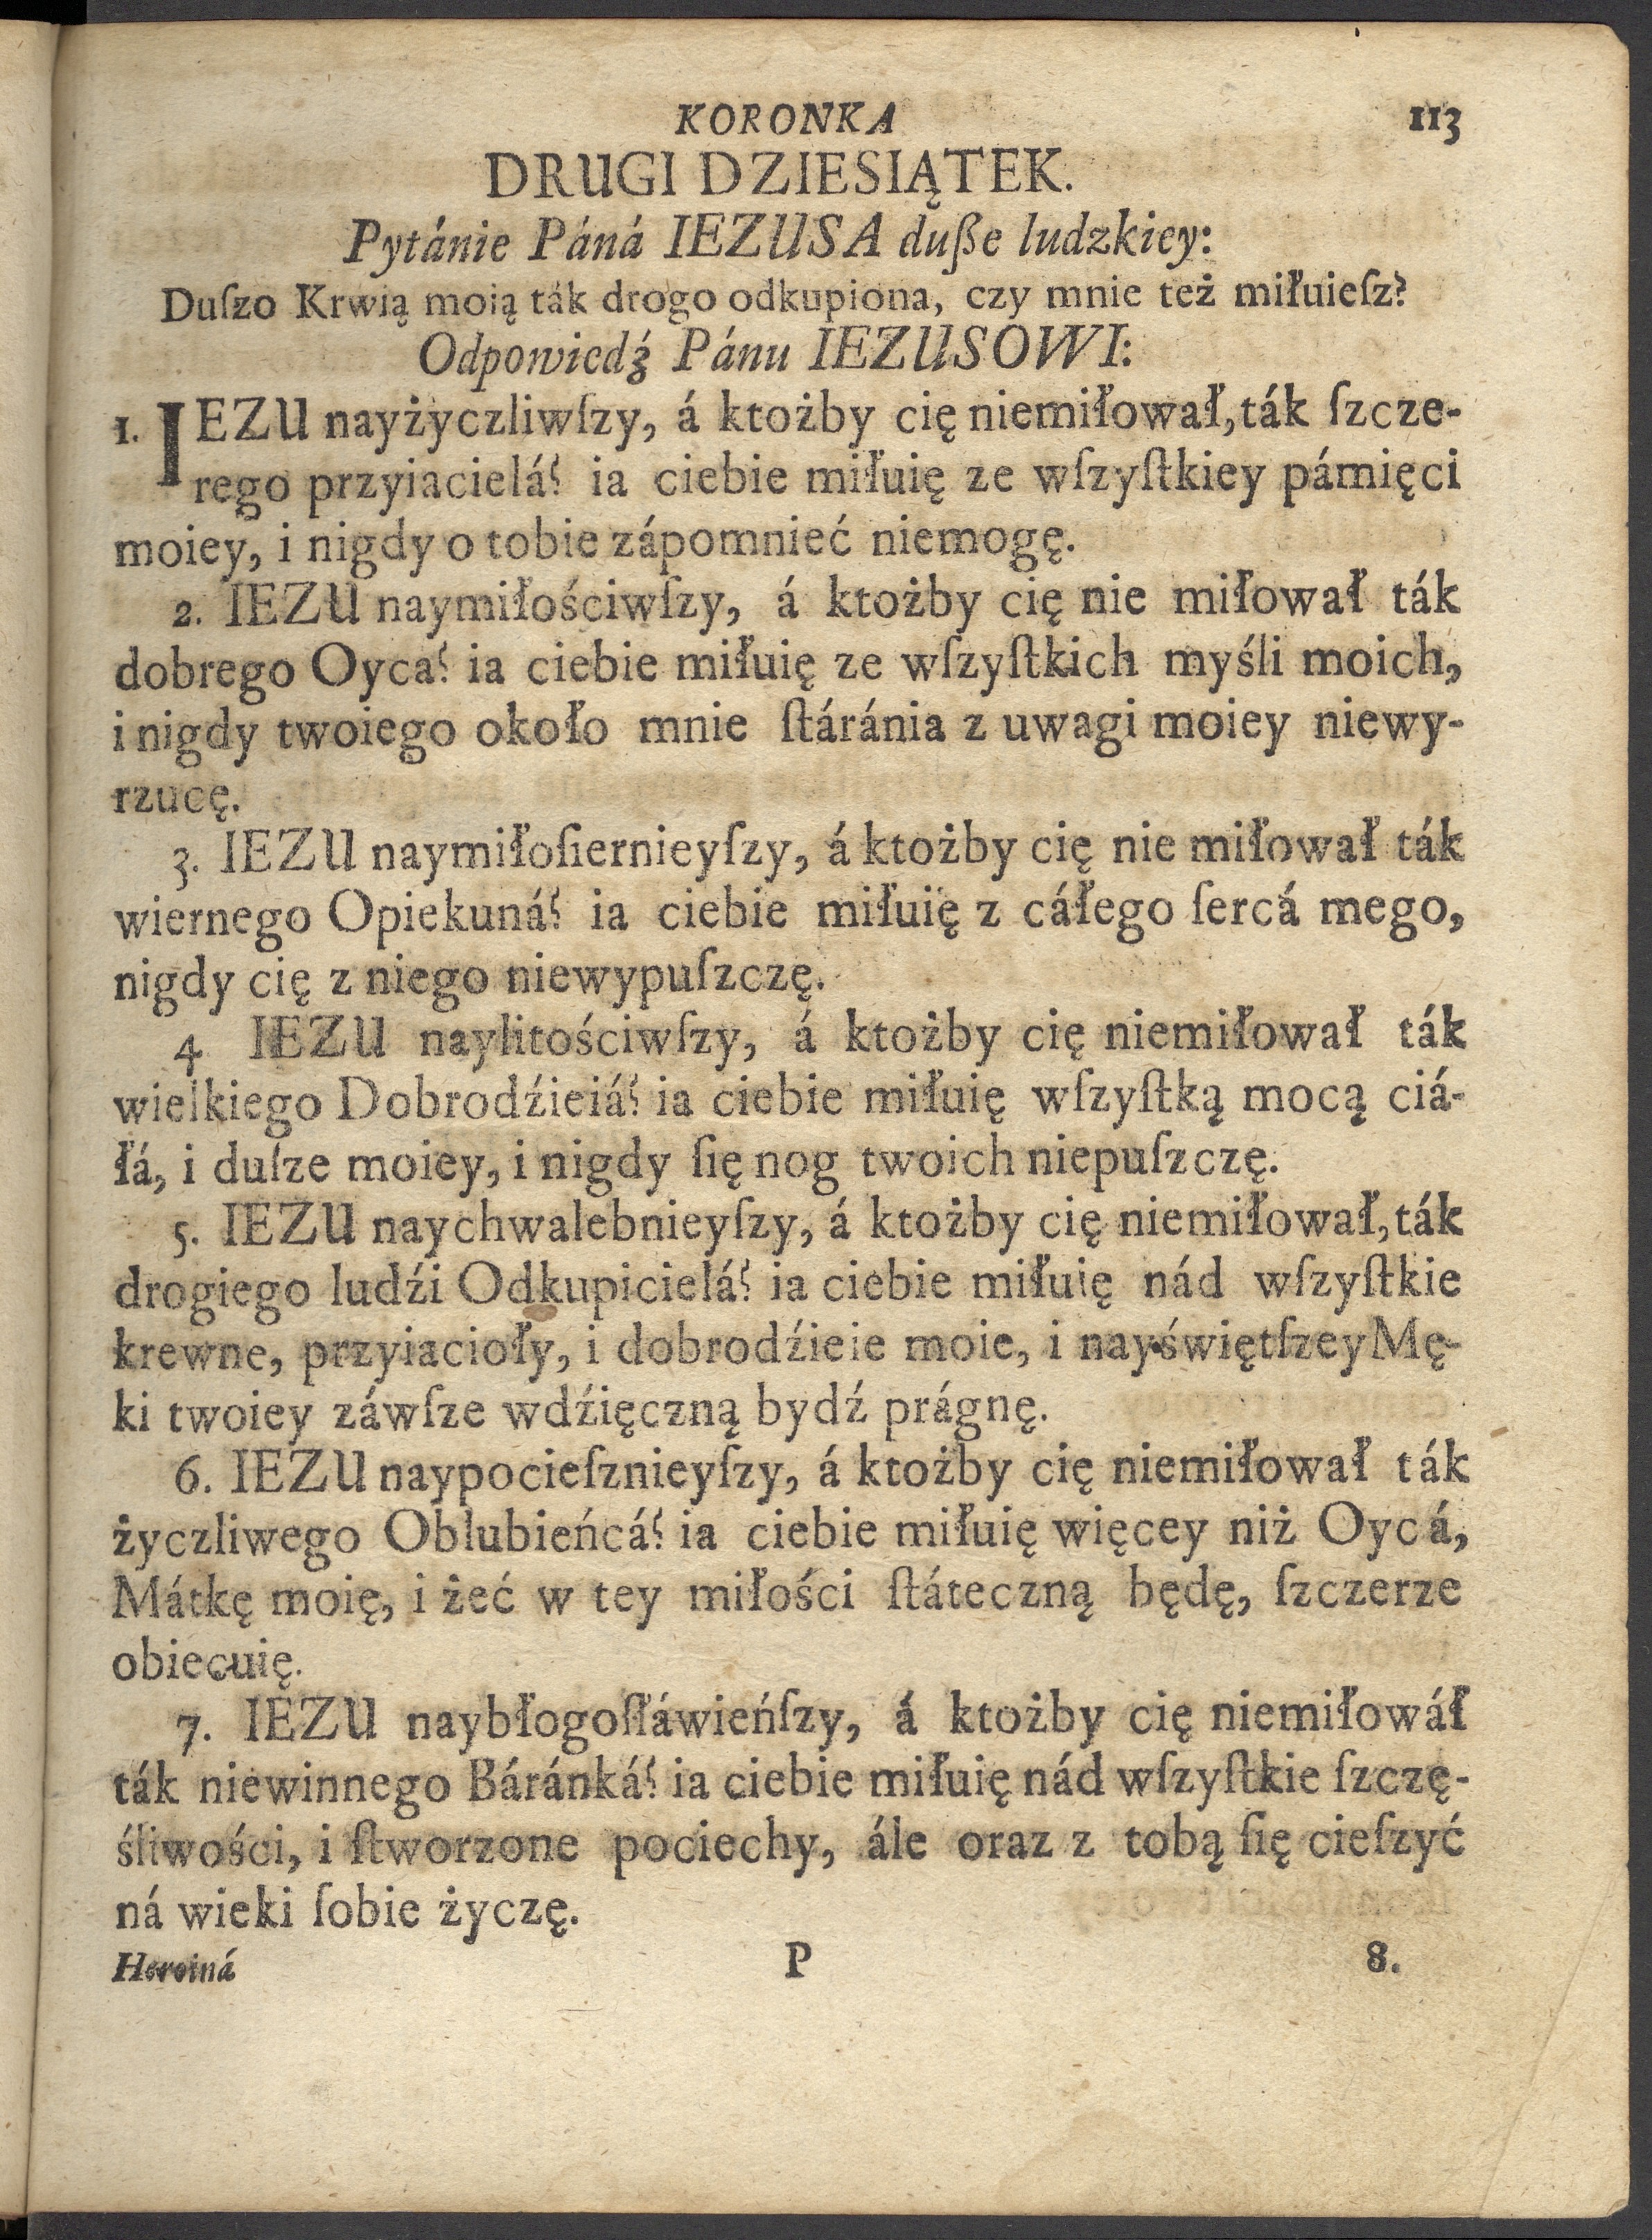 KORONKA 113
DRUGI DZIESIĄTEK.
Pytánie Páná IEZUSA duße ludzkiey:
Duſzo Krwią moią ták drogo odkupiona, czy mnie też miłuieſz?
Odpowiedź Pánu IEZUSOWI:
1. IEZU nayżyczliwſzy, á ktożby cię niemiłował, ták ſzcze-
rego przyiacielá? ia ciebie miłuię ze wſzyſtkiey pámięci
moiey, i nigdy o tobie zápomnieć niemogę.
2. IEZU naymiłościwſzy, á ktożby cię nie miłował ták
dobrego Oyca? ia ciebie miłuię ze wſzyſtkich myśli moich,
i nigdy twoiego około mnie ſtáránia z uwagi moiey niewy-
rzucę.
3. IEZU naymiłoſiernieyſzy, á ktożby cię nie miłował ták
wiernego Opiekuná? ia ciebie miłuię z cáłego ſercá mego,
nigdy cię z niego niewypuſzczę.
4 IEZU naylitościwſzy, á ktożby cię niemiłował ták
wielkiego Dobrodźieiá? ia ciebie miłuię wſzyſtką mocą ciá-
łá, i duſze moiey, i nigdy ſię nog twoich niepuſzczę.
5. IEZU naychwalebnieyſzy, á ktożby cię niemiłował, ták
drogiego ludźi Odkupicielá? ia ciebie miłuię nád wſzyſtkie
krewne, przyiacioły, i dobrodźieie moie, i nayświętſzey Mę-
ki twoiey záwſze wdźięczną bydź prágnę.
6. IEZU naypocieſznieyſzy, á ktożby cię niemiłował ták
życzliwego Oblubieńcá? ia ciebie miłuię więcey niż Oycá,
Mátkę moię, i żeć w tey miłości ſtáteczną będę, ſzczerze
obiecuię.
7. IEZU naybłogoſłáwieńſzy, á ktożby cię niemiłowáł
ták niewinnego Báránká? ia ciebie miłuię nád wſzyſtkie ſzczę-
śliwości, i ſtworzone pociechy, ále oraz z tobą ſię cieſzyć
ná wieki ſobie życzę.
Heroiná P 8.